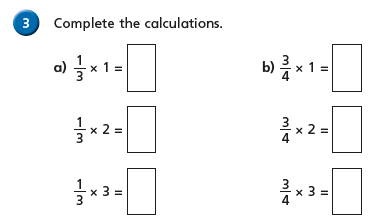 3 Complete the calculations.
a) 1/3 × 1 = b) 3/4 × 1 =
1/3 × 2 = 3/4 × 2 =
1/3 × 3 = 3/4 × 3 =